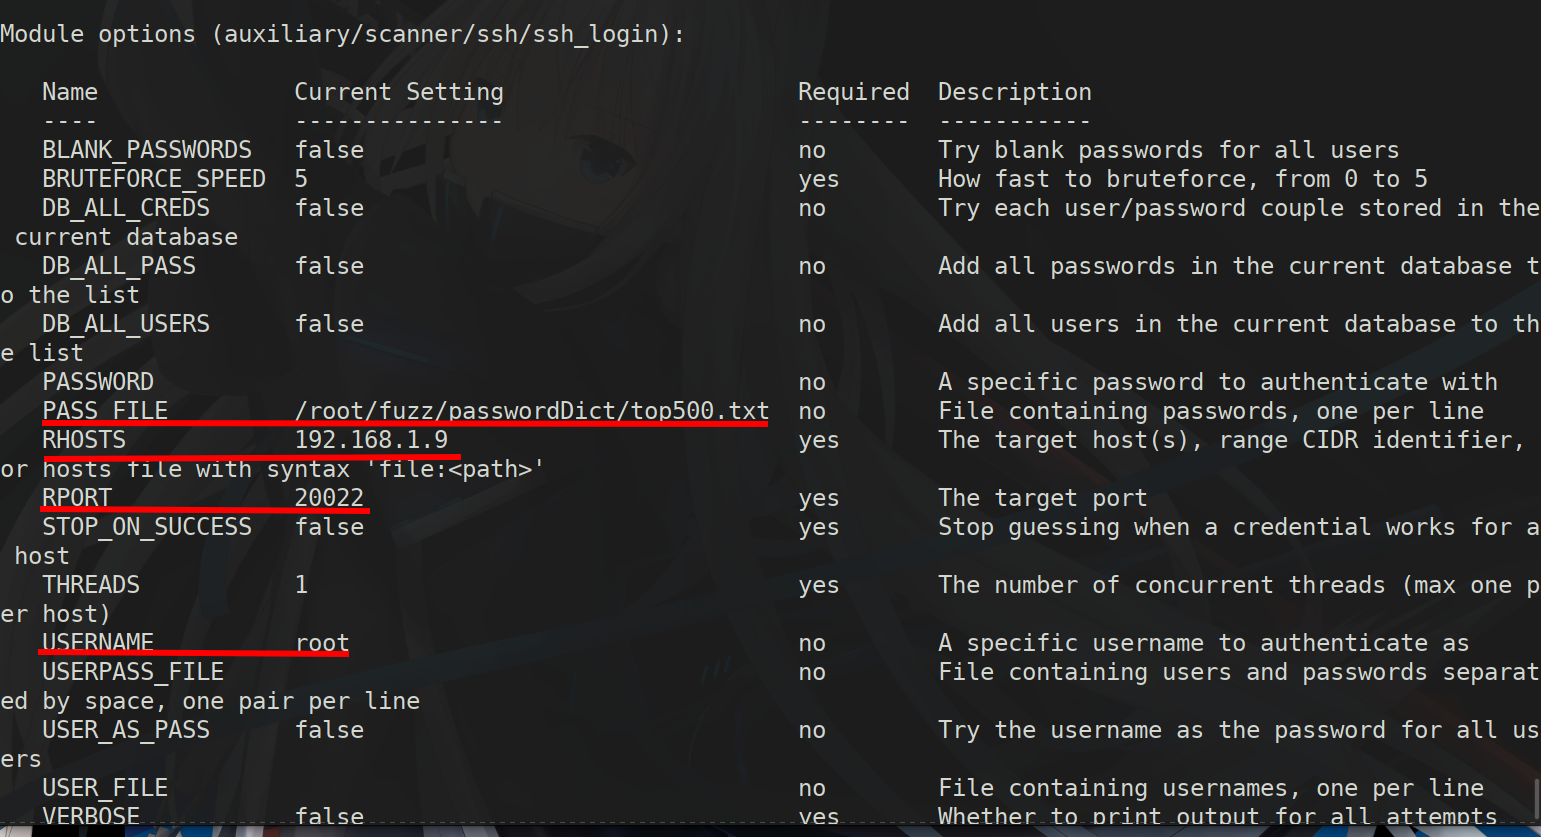 Module options (auxiliary/scanner/ssh/ssh_login):
Name Current Setting Required Description
---- --------------- -------- -----------
BLANK_PASSWORDS false no Try blank passwords for all users
BRUTEFORCE_SPEED 5 yes How fast to bruteforce, from 0 to 5
DB_ALL_CREDS false no Try each user/password couple stored in the
current database
DB_ALL_PASS false no Add all passwords in the current database t
o the list
DB_ALL_USERS false no Add all users in the current database to th
e list
PASSWORD no A specific password to authenticate with
PASS_FILE /root/fuzz/passwordDict/top500.txt no File containing passwords, one per line
RHOSTS 192.168.1.9 yes The target host(s), range CIDR identifier,
or hosts file with syntax 'file:<path>'
RPORT 20022 yes The target port
STOP_ON_SUCCESS false yes Stop guessing when a credential works for a
host
THREADS 1 yes The number of concurrent threads (max one p
er host)
USERNAME root no A specific username to authenticate as
USERPASS_FILE no File containing users and passwords separat
ed by space, one pair per line
USER_AS_PASS false no Try the username as the password for all us
ers
USER_FILE no File containing usernames, one per line
VERBOSE false yes Whether to print output for all attempts